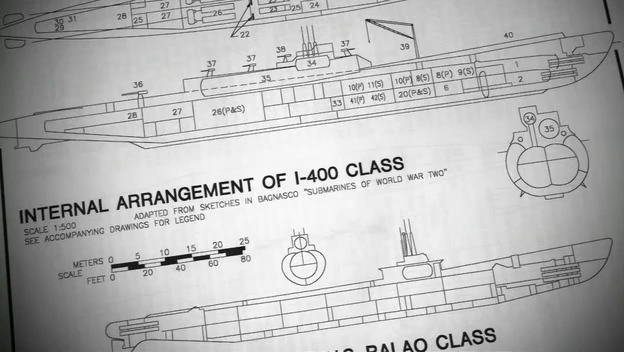 30 31
29
28
27
25 27
26
23 25 24
22
36
37
37
38
37
39
40
34
35
28
27
26(P&S)
33
10(P) 11(S)
41(P) 42(S)
10(P) 8(S)
20(P&S)
8(P) 9(S)
6
1
2
34
35
INTERNAL ARRANGEMENT OF I-400 CLASS
SCALE 1:500 ADAPTED FROM SKETCHES IN BAGNASCO "SUBMARINES OF WORLD WAR TWO"
SEE ACCOMPANYING DRAWINGS FOR LEGEND
METERS 0 5 10 15 20 25
SCALE
FEET 0 20 40 60 80
BALAO CLASS